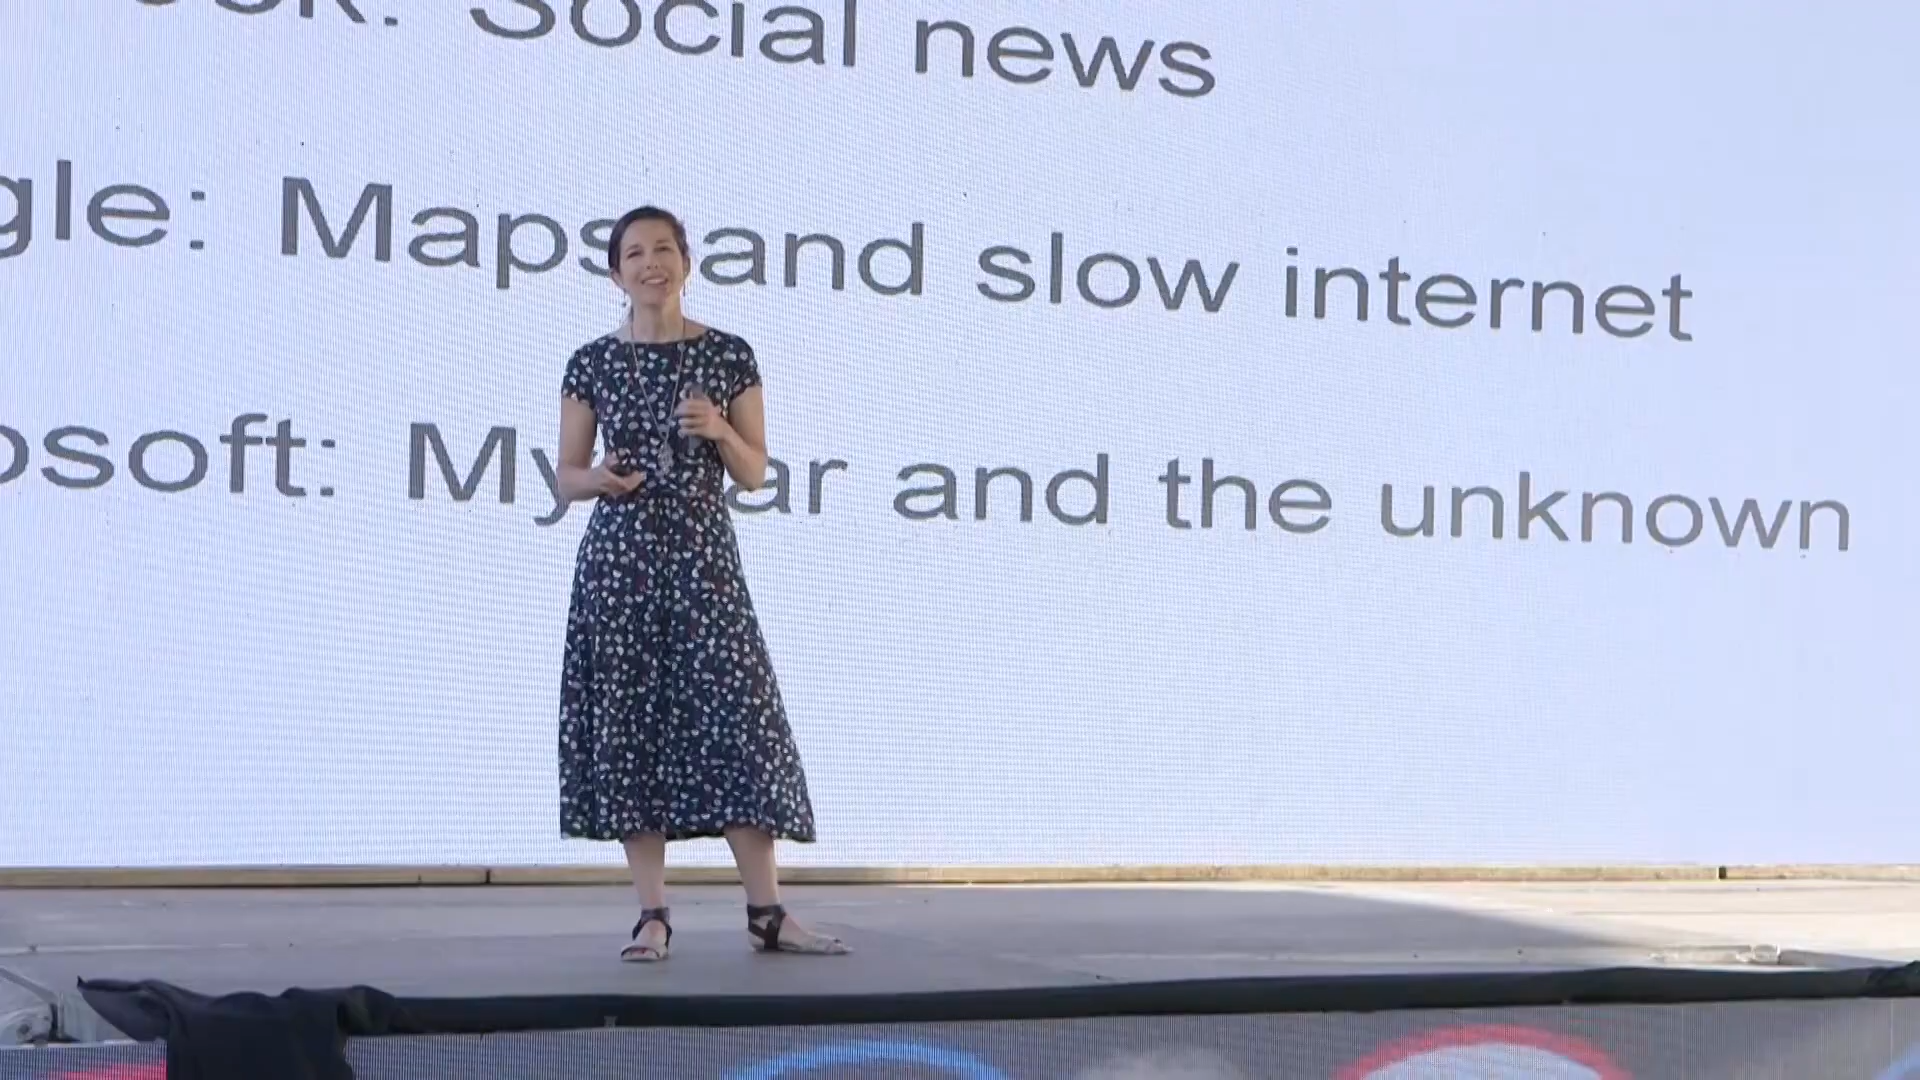 Social news
gle: Maps and slow internet
osoft: My ar and the unknown